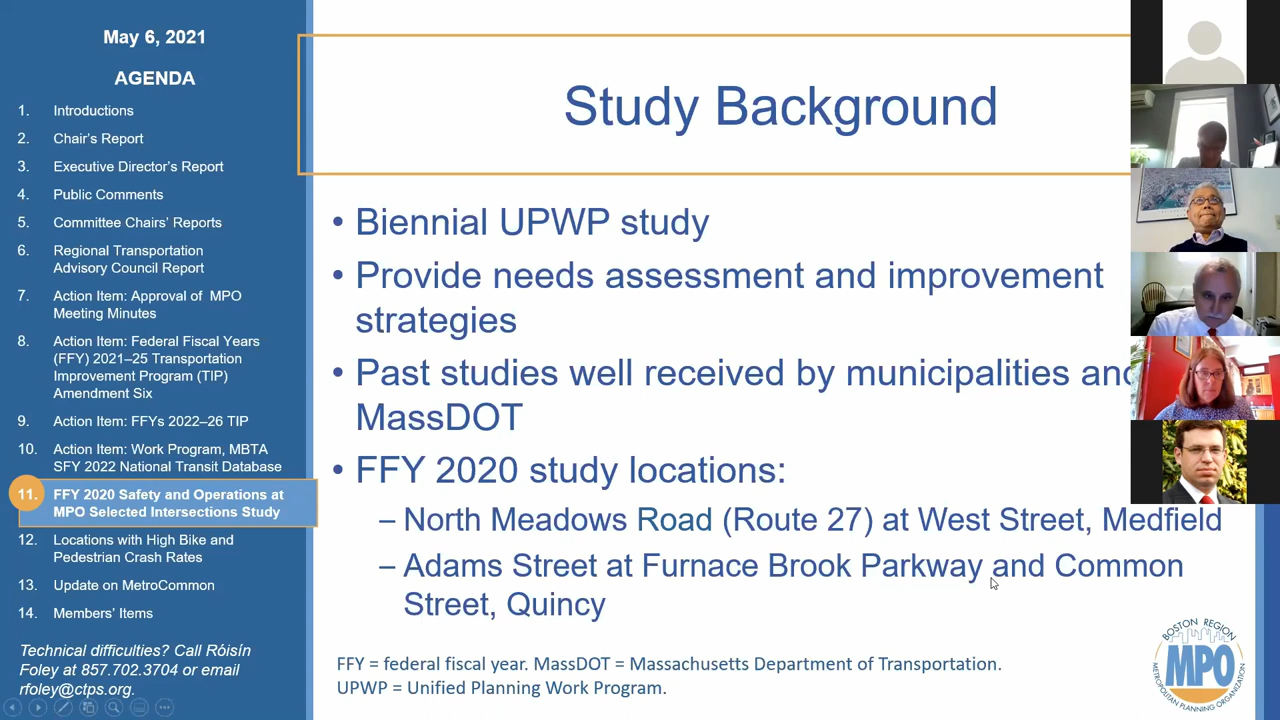 May 6, 2021
AGENDA
1. Introductions
2. Chair's Report
3. Executive Director's Report
4. Public Comments
5. Committee Chairs' Reports
6. Regional Transportation
Advisory Council Report
7. Action Item: Approval of MPO
Meeting Minutes
8. Action Item: Federal Fiscal Years
(FFY) 2021–25 Transportation
Improvement Program (TIP)
Amendment Six
9. Action Item: FFYs 2022–26 TIP
10. Action Item: Work Program, MBTA
SFY 2022 National Transit Database
11. FFY 2020 Safety and Operations at
MPO Selected Intersections Study
12. Locations with High Bike and
Pedestrian Crash Rates
13. Update on MetroCommon
14. Members' Items
Technical difficulties? Call Róisín
Foley at 857.702.3704 or email
rfoley@ctps.org.
Study Background
• Biennial UPWP study
• Provide needs assessment and improvement
strategies
• Past studies well received by municipalities and
MassDOT
• FFY 2020 study locations:
– North Meadows Road (Route 27) at West Street, Medfield
– Adams Street at Furnace Brook Parkway and Common
Street, Quincy
FFY = federal fiscal year. MassDOT = Massachusetts Department of Transportation.
UPWP = Unified Planning Work Program.
BOSTON REGION
MPO
METROPOLITAN PLANNING ORGANIZATION